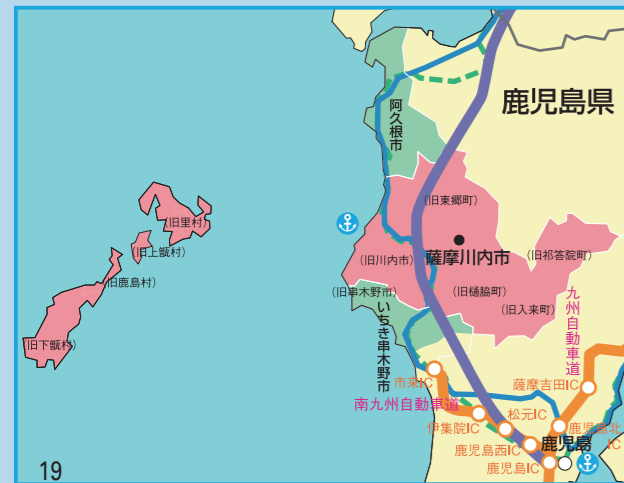 鹿児島県
阿久根市
(旧東郷町)
(旧里村)
(旧上甑村)
(旧鹿島村)
(旧下甑村)
薩摩川内市
(旧川内市)
(旧祁答院町)
(旧串木野市)
(旧樋脇町)
(旧入来町)
いちき串木野市
九州自動車道
市来IC
薩摩吉田IC
南九州自動車道
伊集院IC
松元IC
鹿児島北
IC
鹿児島西IC
鹿児島
鹿児島IC
19